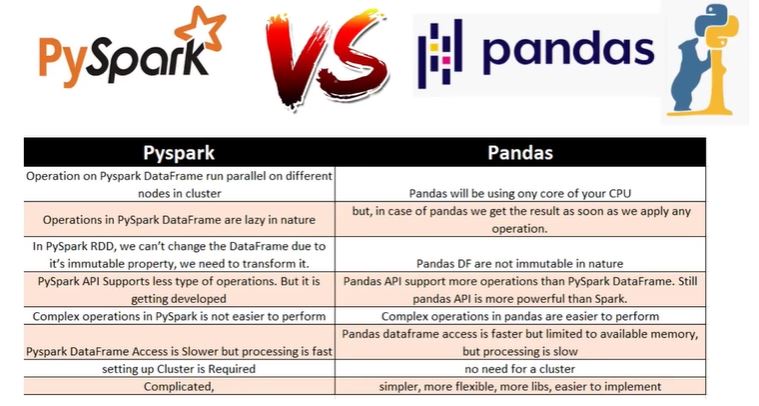 PySpark VS pandas
Pyspark Pandas
Operation on Pyspark DataFrame run parallel on different
nodes in cluster
Pandas will be using ony core of your CPU
Operations in PySpark DataFrame are lazy in nature
but, in case of pandas we get the result as soon as we apply any
operation.
In PySpark RDD, we can't change the DataFrame due to
it's immutable property, we need to transform it.
Pandas DF are not immutable in nature
PySpark API Supports less type of operations. But it is
getting developed
Pandas API support more operations than PySpark DataFrame. Still
pandas API is more powerful than Spark.
Complex operations in PySpark is not easier to perform
Complex operations in pandas are easier to perform
Pyspark DataFrame Access is Slower but processing is fast
Pandas dataframe access is faster but limited to available memory,
but processing is slow
setting up Cluster is Required
no need for a cluster
Complicated,
simpler, more flexible, more libs, easier to implement